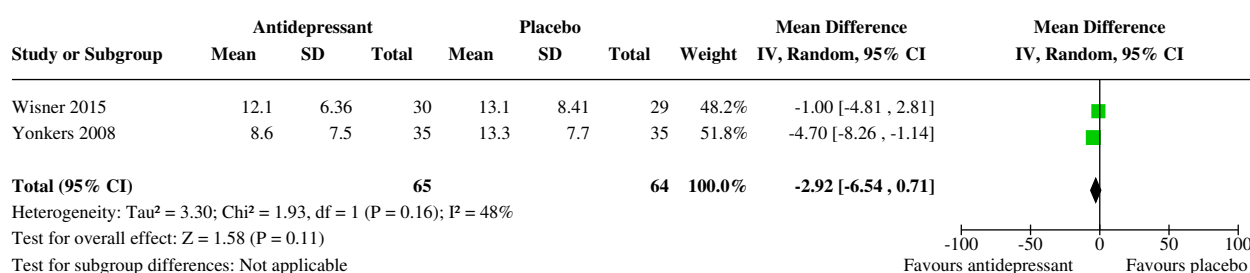 Antidepressant Placebo Mean Difference Mean Difference
Study or Subgroup Mean SD Total Mean SD Total Weight IV, Random, 95% CI IV, Random, 95% CI
Wisner 2015 12.1 6.36 30 13.1 8.41 29 48.2% -1.00 [-4.81 , 2.81]
Yonkers 2008 8.6 7.5 35 13.3 7.7 35 51.8% -4.70 [-8.26 , -1.14]
Total (95% CI) 65 64 100.0% -2.92 [-6.54 , 0.71]
Heterogeneity: Tau² = 3.30; Chi² = 1.93, df = 1 (P = 0.16); I² = 48%
Test for overall effect: Z = 1.58 (P = 0.11)
-100 -50 0 50 100
Test for subgroup differences: Not applicable
Favours antidepressant Favours placebo